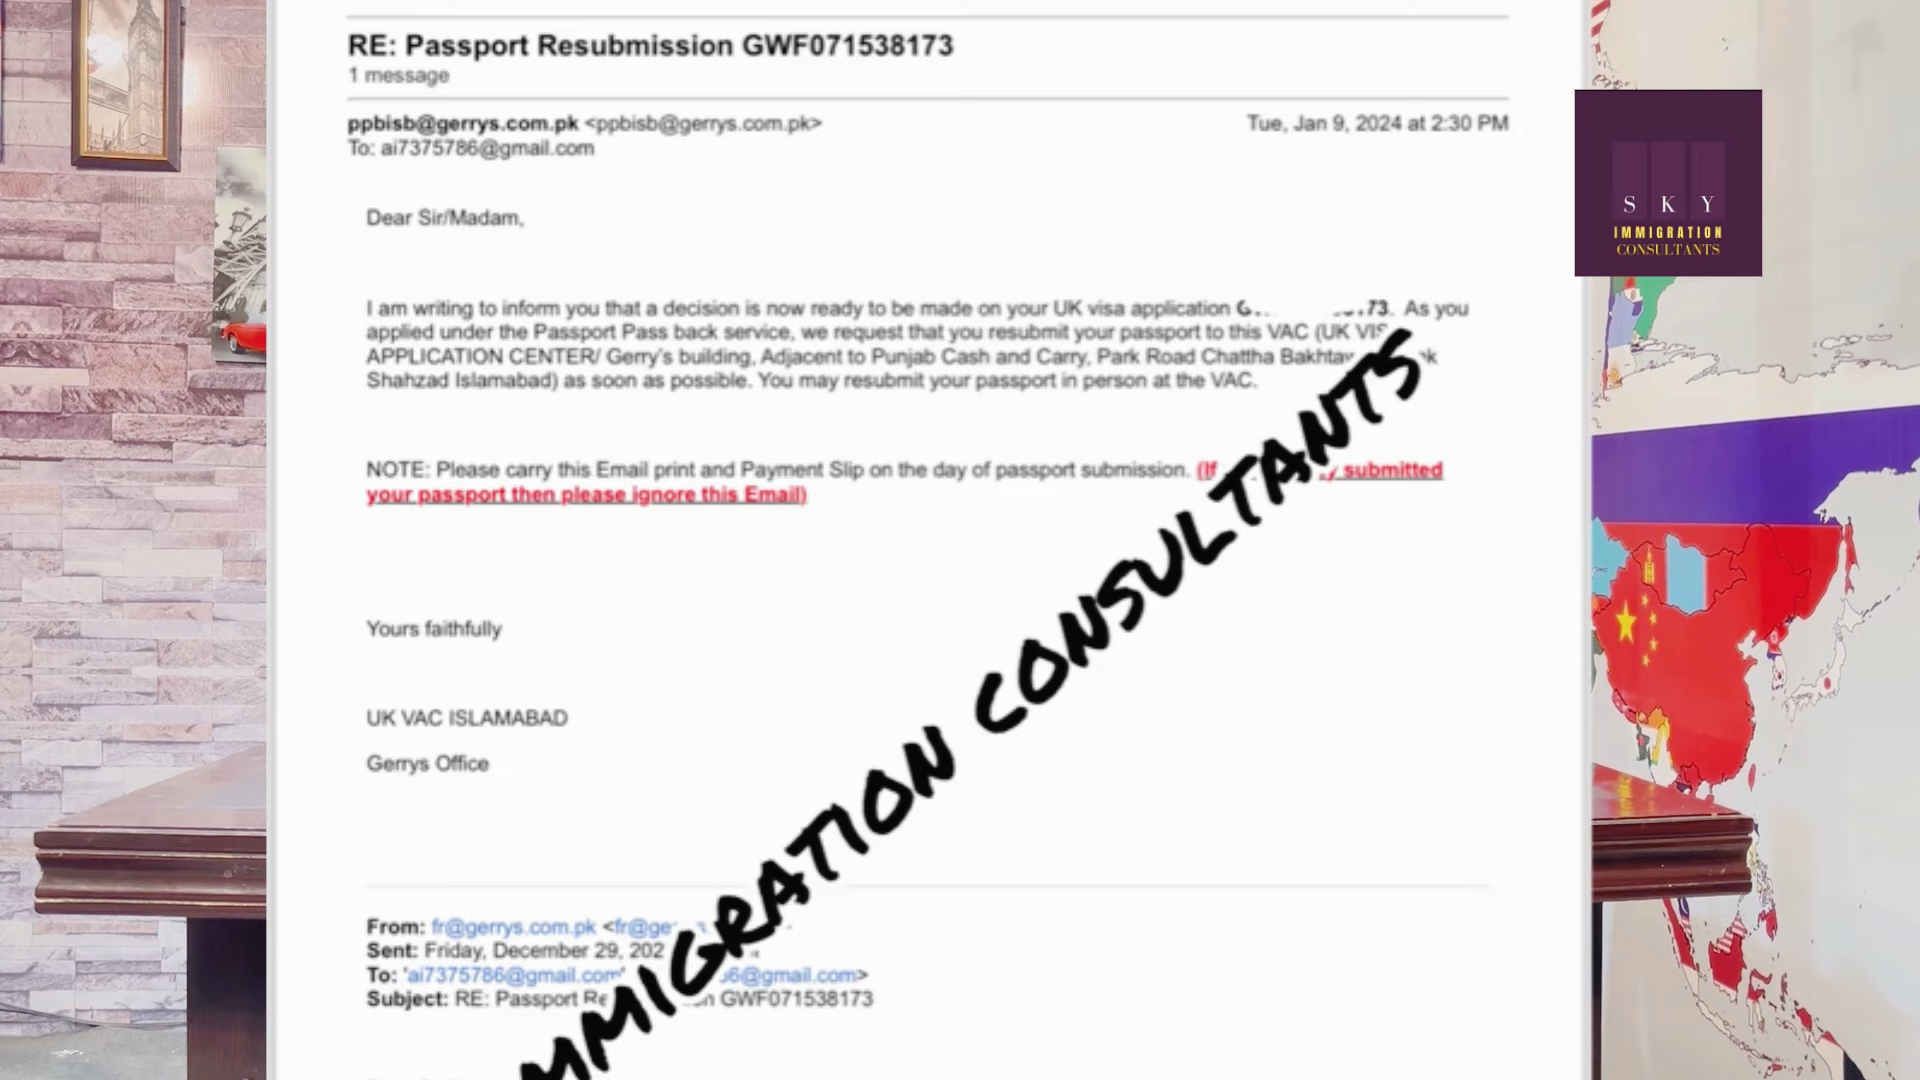 RE: Passport Resubmission GWF071538173
1 message
ppbisb@gerrys.com.pk <ppbisb@gerrys.com.pk>
Tue, Jan 9, 2024 at 2:30 PM
To: ai7375786@gmail.com
Dear Sir/Madam,
I am writing to inform you that a decision is now ready to be made on your UK visa application G 73. As you
applied under the Passport Pass back service, we request that you resubmit your passport to this VAC (UK
APPLICATION CENTER/ Gerry's building, Adjacent to Punjab Cash and Carry, Park Road Chattha
Shahzad Islamabad) as soon as possible. You may resubmit your passport in person at the VAC.
NOTE: Please carry this Email print and Payment Slip on the day of passport submission. (If submitted
your passport then please ignore this Email)
Yours faithfully
UK VAC ISLAMABAD
Gerrys Office
From: fr@gerrys.com.pk
Sent: Friday, December 29,
To: 'ai7375786@gmail.com'
Subject: RE: Passport GWF071538173
IMMIGRATION CONSULTANTS
SKY
IMMIGRATION
CONSULTANTS